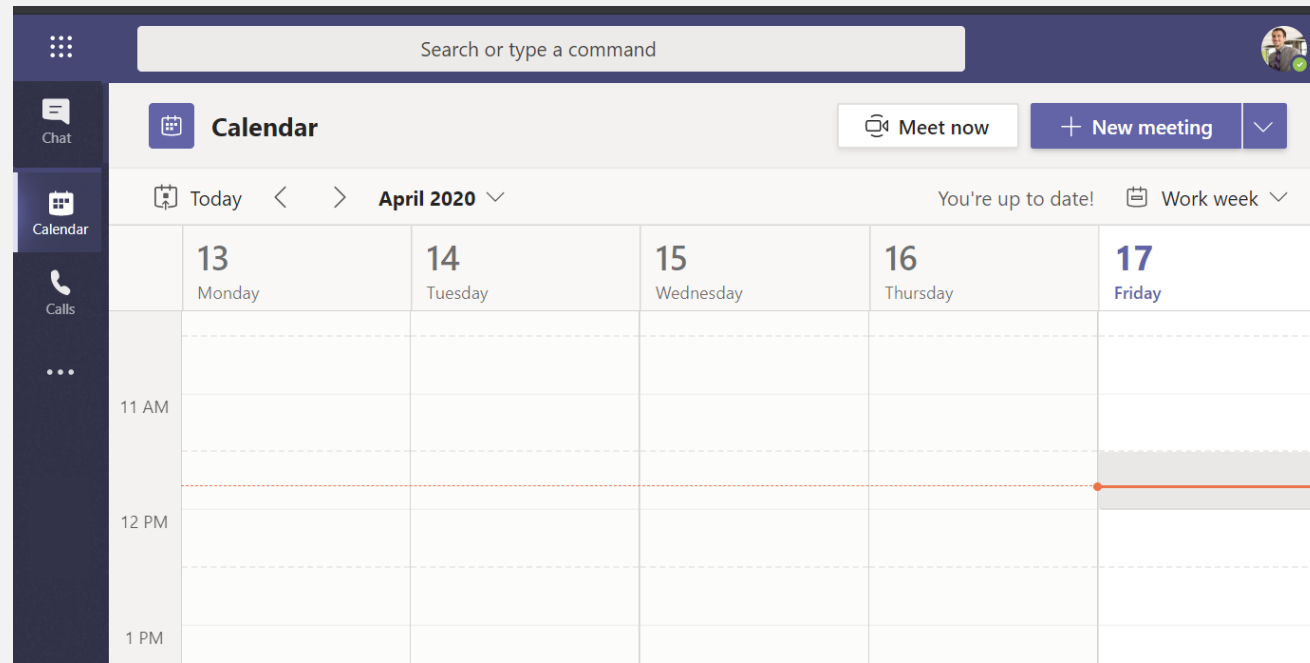 Search or type a command
Chat
Calendar
Calls
Calendar
Meet now
New meeting
Today
April 2020
You're up to date!
Work week
13
Monday
14
Tuesday
15
Wednesday
16
Thursday
17
Friday
11 AM
12 PM
1 PM